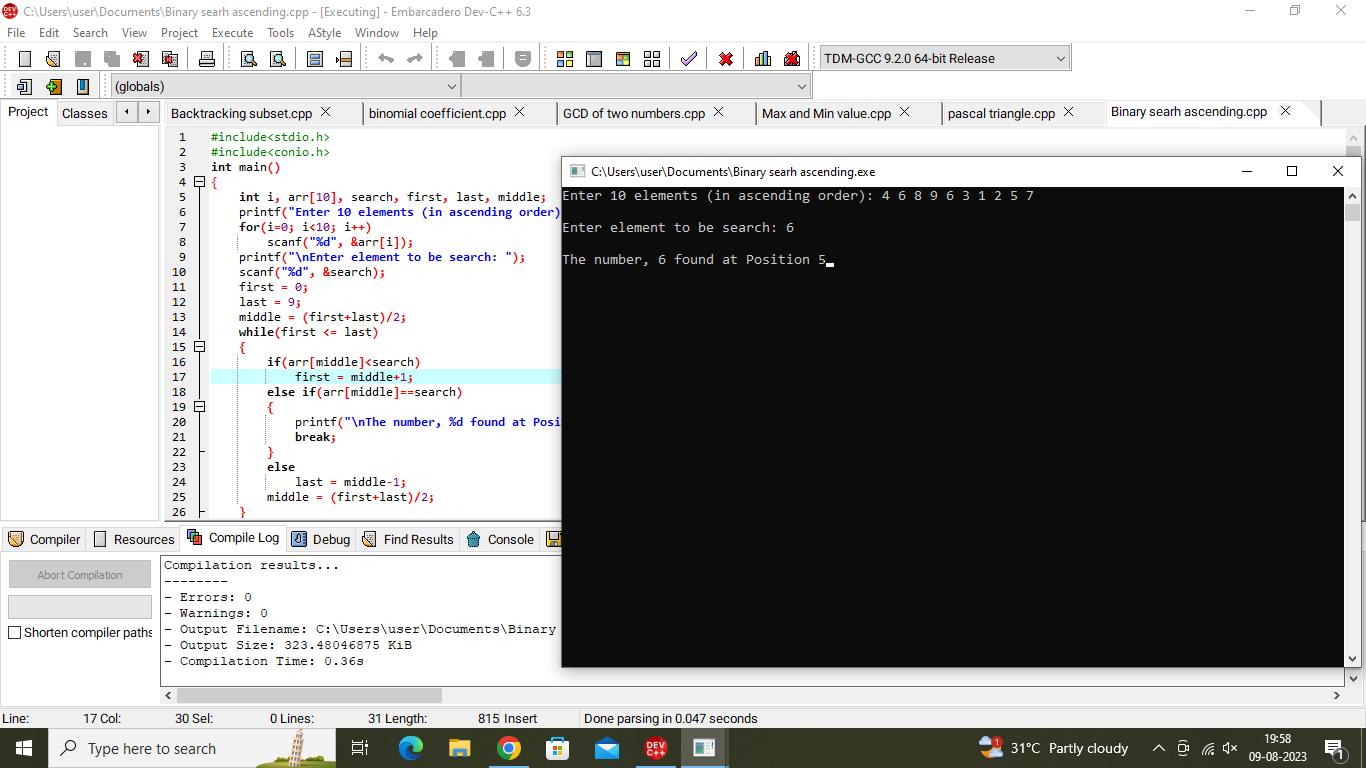 C:\Users\user\Documents\Binary searh ascending.cpp - [Executing] - Embarcadero Dev-C++ 6.3
File Edit Search View Project Execute Tools AStyle Window Help
TDM-GCC 9.2.0 64-bit Release
(globals)
Project Classes
Backtracking subset.cpp binomial coefficient.cpp GCD of two numbers.cpp Max and Min value.cpp pascal triangle.cpp Binary searh ascending.cpp
1 #include<stdio.h>
2 #include<conio.h>
3 int main()
4 {
5 int i, arr[10], search, first, last, middle;
6 printf("Enter 10 elements (in ascending order)
7 for(i=0; i<10; i++)
8 scanf("%d", &arr[i]);
9 printf("\nEnter element to be search: ");
10 scanf("%d", &search);
11 first = 0;
12 last = 9;
13 middle = (first+last)/2;
14 while(first <= last)
15 {
16 if(arr[middle]<search)
17 first = middle+1;
18 else if(arr[middle]==search)
19 {
20 printf("\nThe number, %d found at Posi
21 break;
22 }
23 else
24 last = middle-1;
25 middle = (first+last)/2;
26 }
C:\Users\user\Documents\Binary searh ascending.exe
Enter 10 elements (in ascending order): 4 6 8 9 6 3 1 2 5 7
Enter element to be search: 6
The number, 6 found at Position 5
Compiler Resources Compile Log Debug Find Results Console
Abort Compilation
Shorten compiler paths
Compilation results...
--------
- Errors: 0
- Warnings: 0
- Output Filename: C:\Users\user\Documents\Binary
- Output Size: 323.48046875 KiB
- Compilation Time: 0.36s
Line: 17 Col: 30 Sel: 0 Lines: 31 Length: 815 Insert Done parsing in 0.047 seconds
Type here to search
DEV C++
1
31°C Partly cloudy
19:58
09-08-2023
1